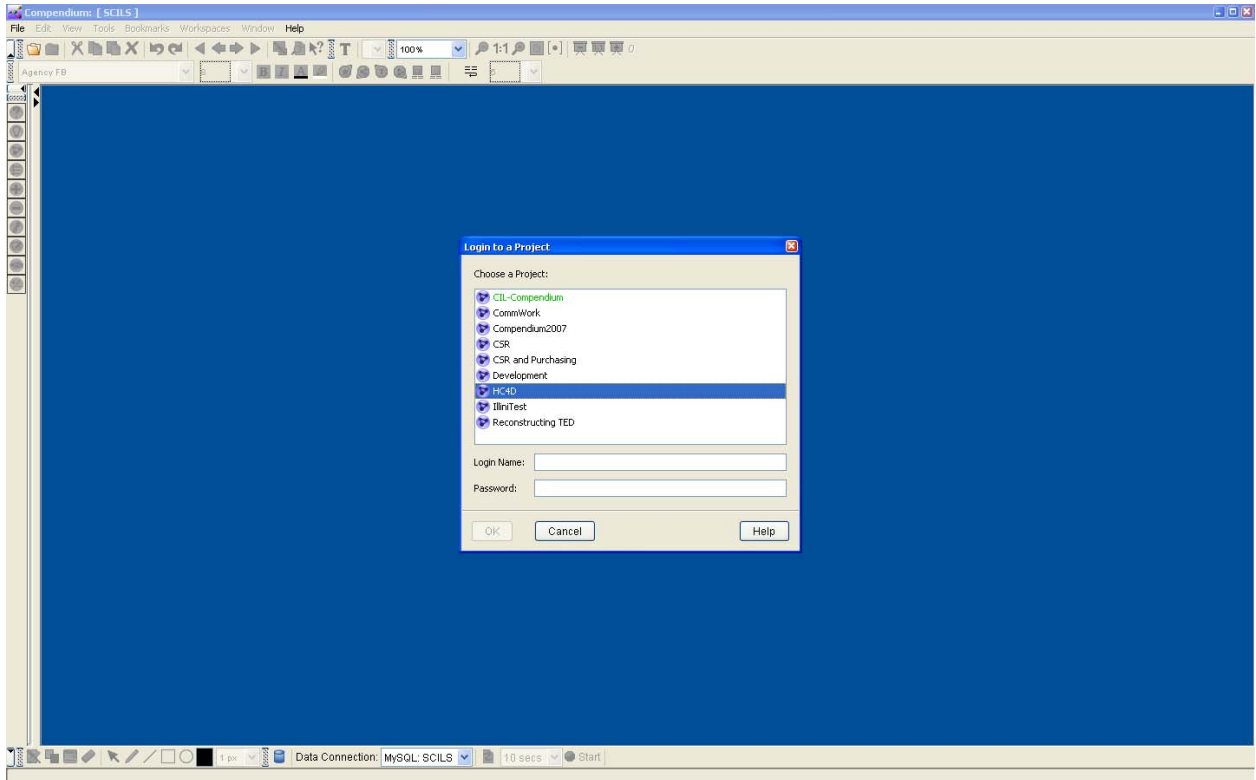 Compendium: [ SCILS ]
File Edit View Tools Bookmarks Workspaces Window Help
T 100% 1:1
Agency FB B I A
Login to a Project
Choose a Project:
CIL-Compendium
CommWork
Compendium2007
CSR
CSR and Purchasing
Development
HC4D
IlliniTest
Reconstructing TED
Login Name:
Password:
OK Cancel Help
1 px Data Connection: MySQL: SCILS 10 secs Start